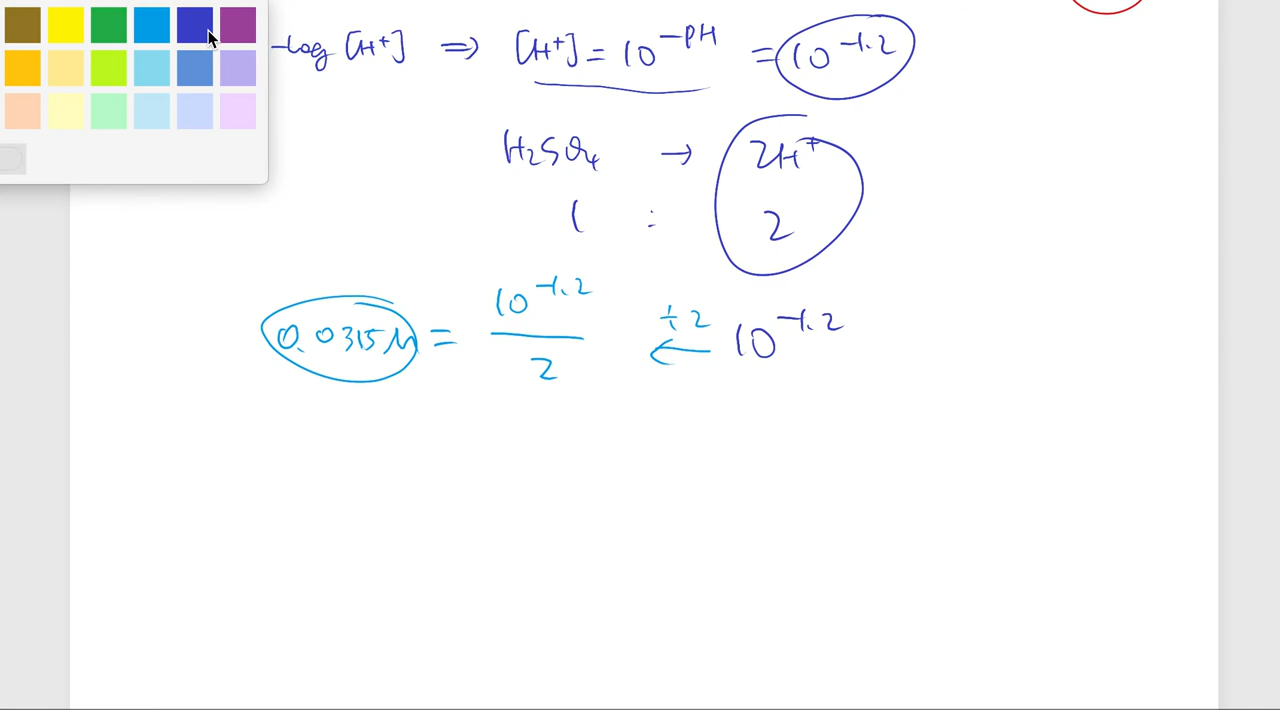 -log [H⁺] ⇒ [H⁺] = 10^-PH = 10^-1.2
H₂SO₄ → 2H⁺
1 : 2
0.0315M = 10^-1.2 / 2 ←÷2 10^-1.2